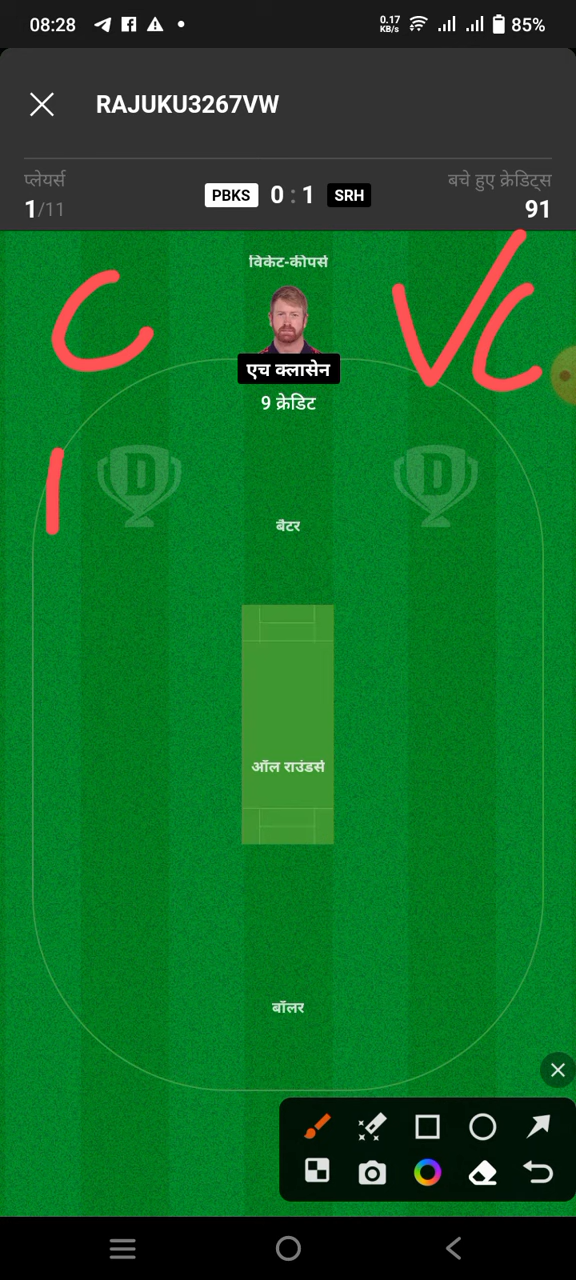 08:28 0.17 KB/s 85%
RAJUKU3267VW
प्लेयर्स बचे हुए क्रेडिट्स
1/11 PBKS 0 : 1 SRH 91
विकेट-कीपर्स
C VC
एच क्लासेन
9 क्रेडिट
I
D D
बैटर
ऑल राउंडर्स
बॉलर